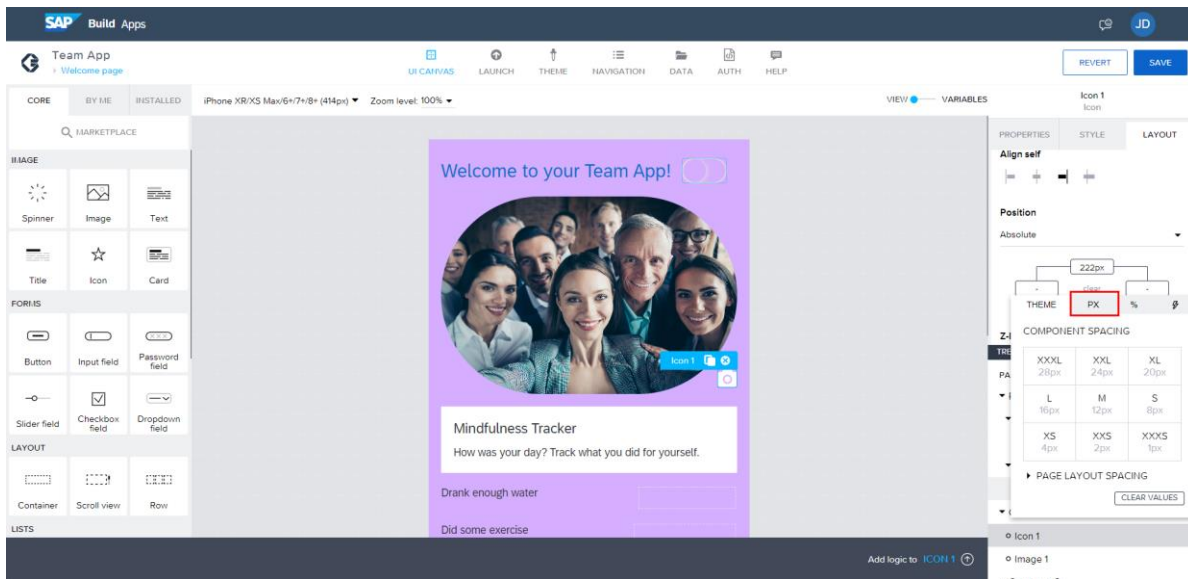 SAP Build Apps
JD
Team App
Welcome page
UI CANVAS LAUNCH THEME NAVIGATION DATA AUTH HELP
REVERT SAVE
CORE BY ME INSTALLED
iPhone XR/XS Max/6+/7+/8+ (414px) Zoom level: 100%
VIEW VARIABLES
Icon 1
Icon
MARKETPLACE
PROPERTIES STYLE LAYOUT
IMAGE
Spinner Image Text
Title Icon Card
FORMS
Button Input field Password field
Slider field Checkbox field Dropdown field
LAYOUT
Container Scroll view Row
LISTS
Welcome to your Team App!
Icon 1
Mindfulness Tracker
How was your day? Track what you did for yourself.
Drank enough water
Did some exercise
Align self
Position
Absolute
222px
clear
THEME PX %
COMPONENT SPACING
XXXL XXL XL
28px 24px 20px
L M S
16px 12px 8px
XS XXS XXXS
4px 2px 1px
PAGE LAYOUT SPACING
CLEAR VALUES
Icon 1
Image 1
Add logic to ICON 1